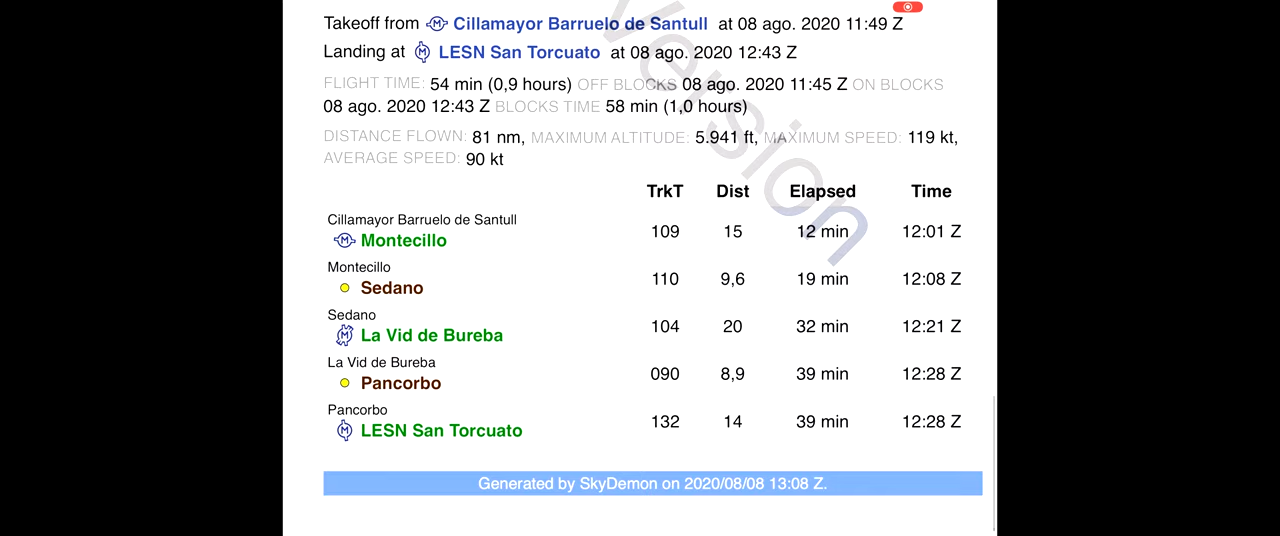 Takeoff from Cillamayor Barruelo de Santull at 08 ago. 2020 11:49 Z
Landing at LESN San Torcuato at 08 ago. 2020 12:43 Z
FLIGHT TIME: 54 min (0,9 hours) OFF BLOCKS 08 ago. 2020 11:45 Z ON BLOCKS
08 ago. 2020 12:43 Z BLOCKS TIME 58 min (1,0 hours)
DISTANCE FLOWN: 81 nm, MAXIMUM ALTITUDE: 5.941 ft, MAXIMUM SPEED: 119 kt,
AVERAGE SPEED: 90 kt
Version
TrkT Dist Elapsed Time
Cillamayor Barruelo de Santull
Montecillo 109 15 12 min 12:01 Z
Montecillo
Sedano 110 9,6 19 min 12:08 Z
Sedano
La Vid de Bureba 104 20 32 min 12:21 Z
La Vid de Bureba
Pancorbo 090 8,9 39 min 12:28 Z
Pancorbo
LESN San Torcuato 132 14 39 min 12:28 Z
Generated by SkyDemon on 2020/08/08 13:08 Z.